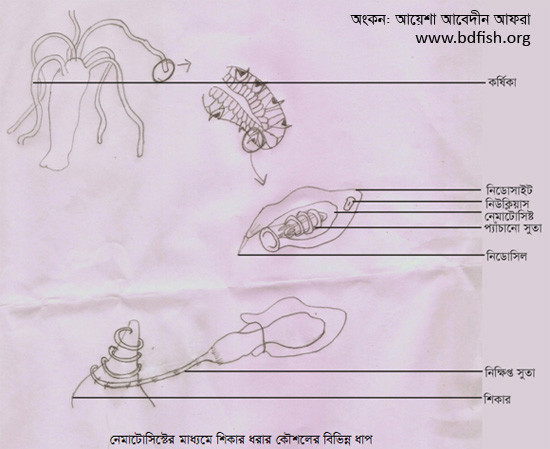 অংকন: আয়েশা আবেদীন আফরা
www.bdfish.org
কর্ষিকা
নিডোসাইট
নিউক্লিয়াস
নেমাটোসিষ্ট
প্যাঁচানো সুতা
নিডোসিল
নিক্ষিপ্ত সুতা
শিকার
নেমাটোসিস্টের মাধ্যমে শিকার ধরার কৌশলের বিভিন্ন ধাপ